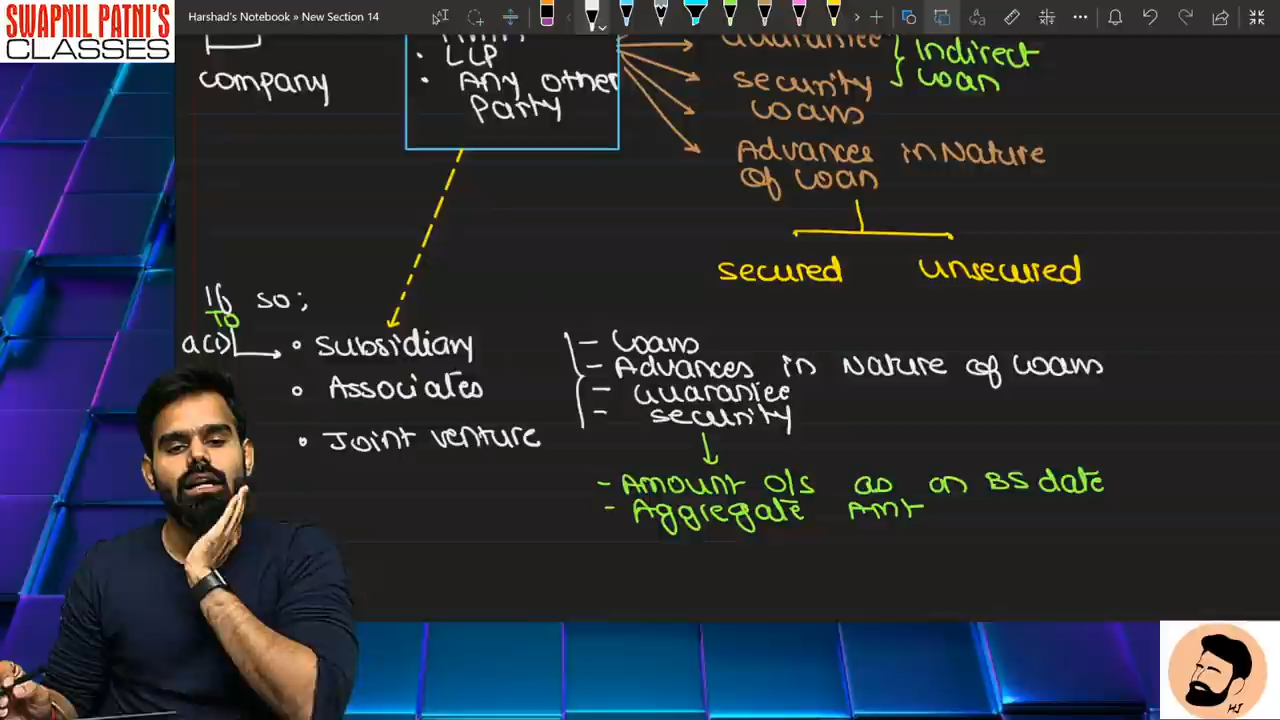 SWAPNIL PATNI'S
CLASSES
Harshad's Notebook » New Section 14
company
• LLP
• Any other
Party
Guarantee
security
Loans
Advances in Nature
of Loan
Indirect
Loan
secured
unsecured
If so;
TO
a(i)
• Subsidiary
• Associates
• Joint venture
- Loans
- Advances in Nature of Loans
- Guarantee
- security
- Amount o/s as on BS date
- Aggregate Amt
HJ